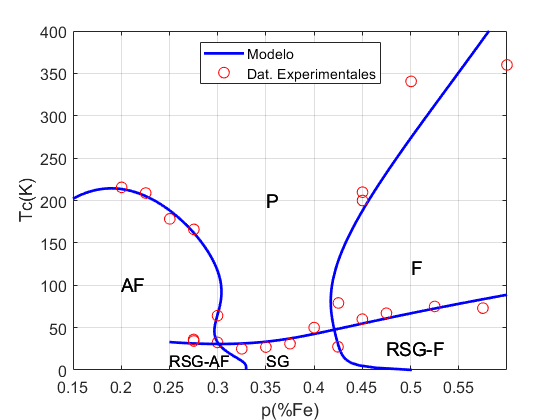 400
Modelo
Dat. Experimentales
350
300
250
Tc(K)
200
P
150
F
100
AF
50
RSG-AF
SG
RSG-F
0
0.15
0.2
0.25
0.3
0.35
0.4
0.45
0.5
0.55
p(%Fe)